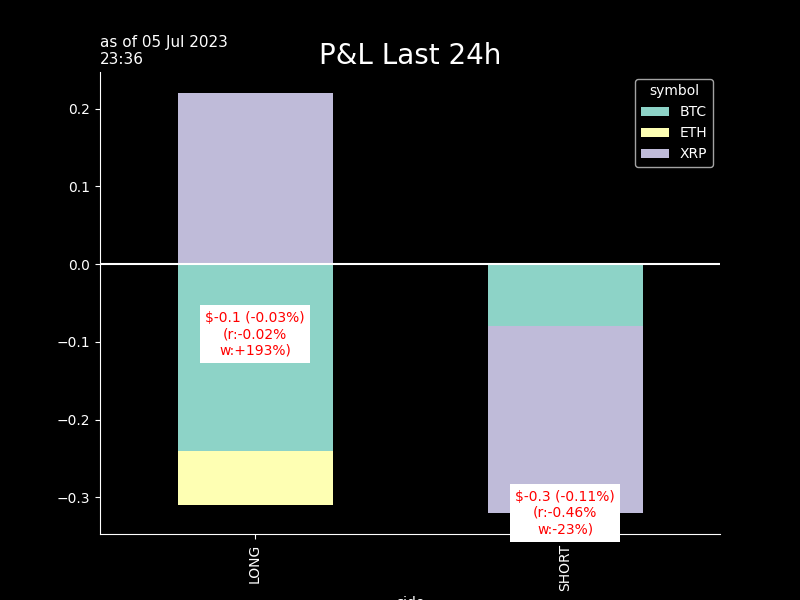 as of 05 Jul 2023
23:36
P&L Last 24h
symbol
BTC
ETH
XRP
0.2
0.1
0.0
−0.1
−0.2
−0.3
$-0.1 (-0.03%)
(r:-0.02%
w:+193%)
$-0.3 (-0.11%)
(r:-0.46%
w:-23%)
LONG
SHORT
side